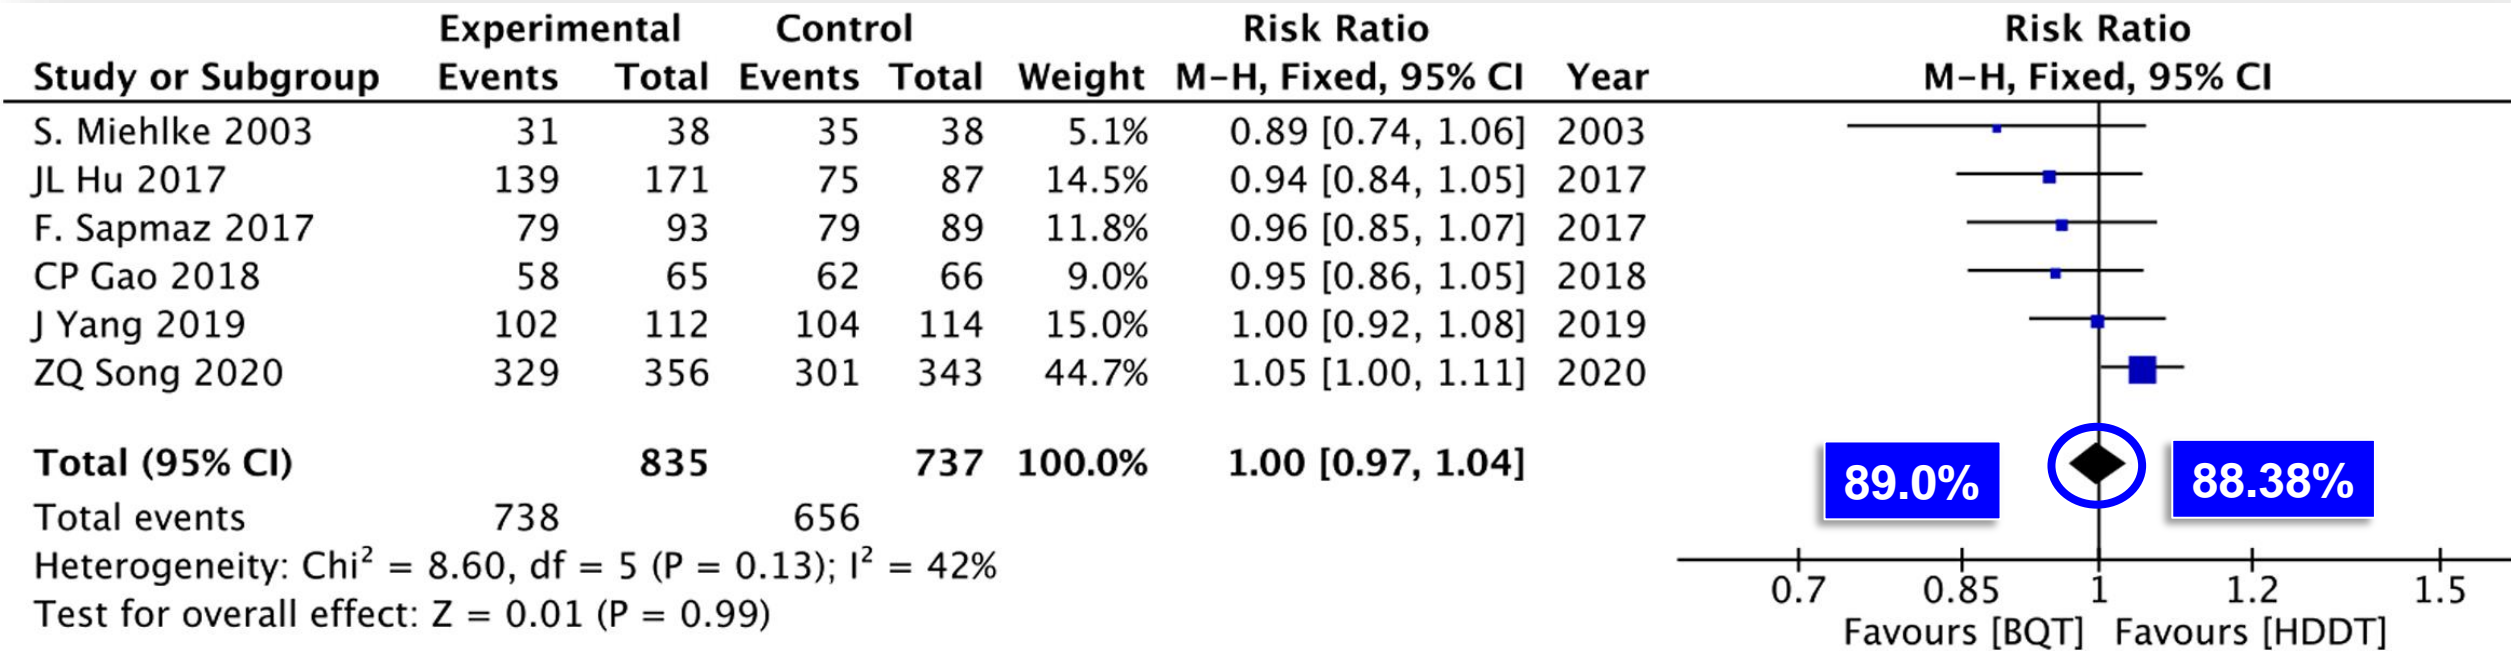 Experimental Control Risk Ratio Risk Ratio
Study or Subgroup Events Total Events Total Weight M-H, Fixed, 95% CI Year M-H, Fixed, 95% CI
S. Miehlke 2003 31 38 35 38 5.1% 0.89 [0.74, 1.06] 2003
JL Hu 2017 139 171 75 87 14.5% 0.94 [0.84, 1.05] 2017
F. Sapmaz 2017 79 93 79 89 11.8% 0.96 [0.85, 1.07] 2017
CP Gao 2018 58 65 62 66 9.0% 0.95 [0.86, 1.05] 2018
J Yang 2019 102 112 104 114 15.0% 1.00 [0.92, 1.08] 2019
ZQ Song 2020 329 356 301 343 44.7% 1.05 [1.00, 1.11] 2020
Total (95% CI) 835 737 100.0% 1.00 [0.97, 1.04]
89.0% 88.38%
Total events 738 656
Heterogeneity: Chi² = 8.60, df = 5 (P = 0.13); I² = 42%
Test for overall effect: Z = 0.01 (P = 0.99)
0.7 0.85 1 1.2 1.5
Favours [BQT] Favours [HDDT]